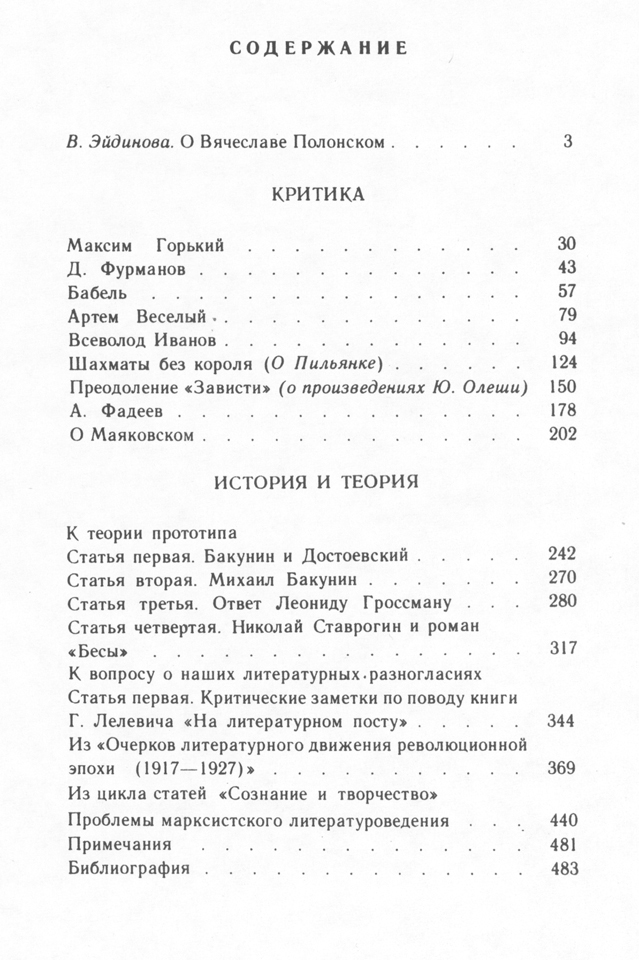 СОДЕРЖАНИЕ
В. Эйдинова. О Вячеславе Полонском . . . . . . 3
КРИТИКА
Максим Горький . . . . . . . . . . . . 30
Д. Фурманов . . . . . . . . . . . . . . 43
Бабель . . . . . . . . . . . . . . . . 57
Артем Веселый . . . . . . . . . . . . . 79
Всеволод Иванов . . . . . . . . . . . . . 94
Шахматы без короля (О Пильянке) . . . . . . 124
Преодоление «Зависти» (о произведениях Ю. Олеши) 150
А. Фадеев . . . . . . . . . . . . . . . 178
О Маяковском . . . . . . . . . . . . . . 202
ИСТОРИЯ И ТЕОРИЯ
К теории прототипа
Статья первая. Бакунин и Достоевский . . . . . 242
Статья вторая. Михаил Бакунин . . . . . . . 270
Статья третья. Ответ Леониду Гроссману . . . 280
Статья четвертая. Николай Ставрогин и роман
«Бесы» . . . . . . . . . . . . . . . . 317
К вопросу о наших литературных разногласиях
Статья первая. Критические заметки по поводу книги
Г. Лелевича «На литературном посту» . . . . . 344
Из «Очерков литературного движения революционной
эпохи (1917—1927)» . . . . . . . . . . . 369
Из цикла статей «Сознание и творчество»
Проблемы марксистского литературоведения . . . 440
Примечания . . . . . . . . . . . . . . 481
Библиография . . . . . . . . . . . . . . 483